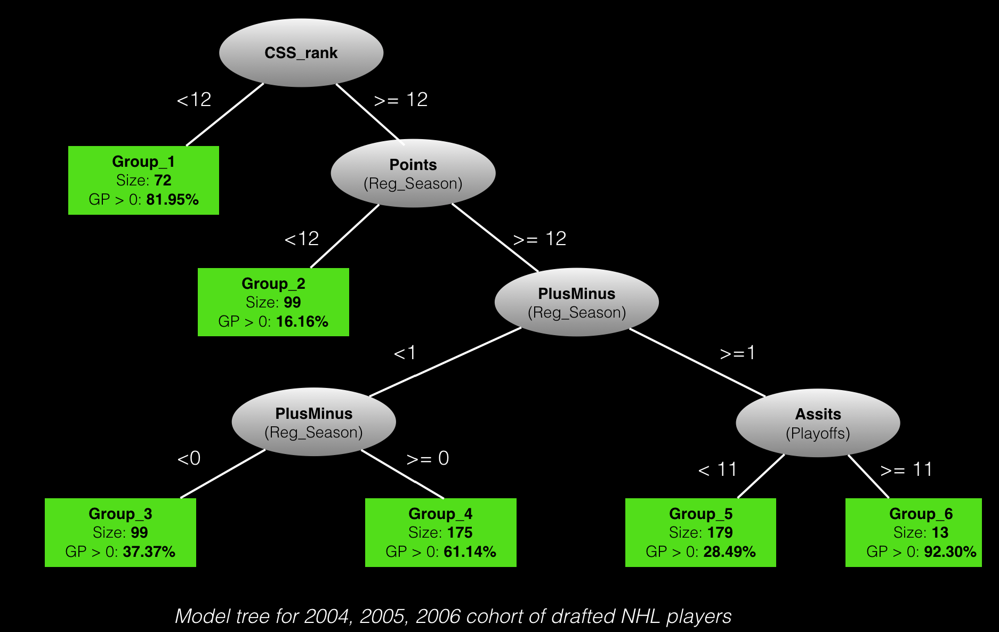 CSS_rank
<12
>= 12
Group_1
Size: 72
GP > 0: 81.95%
Points
(Reg_Season)
<12
>= 12
Group_2
Size: 99
GP > 0: 16.16%
PlusMinus
(Reg_Season)
<1
>=1
PlusMinus
(Reg_Season)
Assits
(Playoffs)
<0
>= 0
< 11
>= 11
Group_3
Size: 99
GP > 0: 37.37%
Group_4
Size: 175
GP > 0: 61.14%
Group_5
Size: 179
GP > 0: 28.49%
Group_6
Size: 13
GP > 0: 92.30%
Model tree for 2004, 2005, 2006 cohort of drafted NHL players